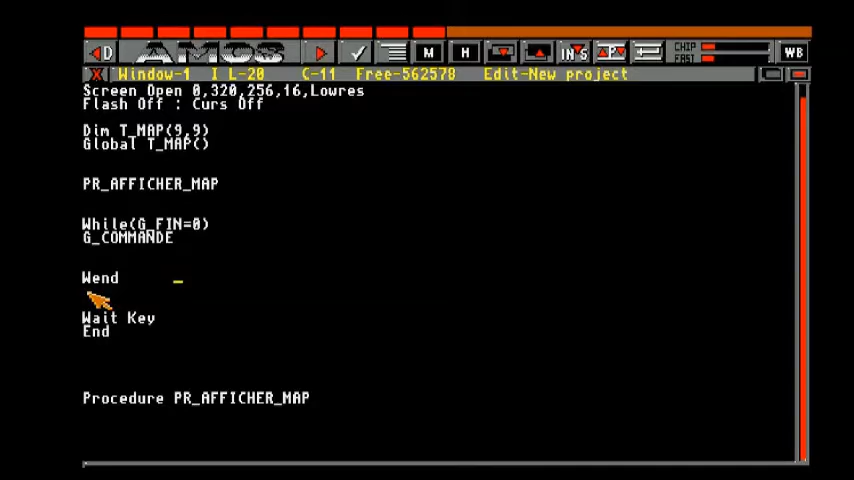 D AMOS M H INS WB
CHIP
FAST
Window-1 I L-20 C-11 Free-562578 Edit-New project
Screen Open 0,320,256,16,Lowres
Flash Off : Curs Off
Dim T_MAP(9,9)
Global T_MAP()
PR_AFFICHER_MAP
While(G_FIN=0)
G_COMMANDE
Wend
Wait Key
End
Procedure PR_AFFICHER_MAP